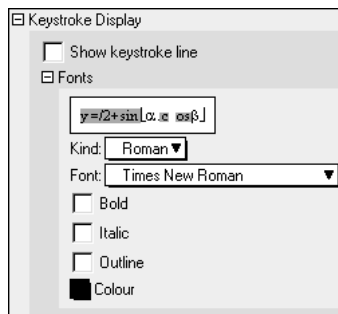 Keystroke Display
Show keystroke line
Fonts
y=/2+sin⌊α.c osβ⌋
Kind: Roman
Font: Times New Roman
Bold
Italic
Outline
Colour